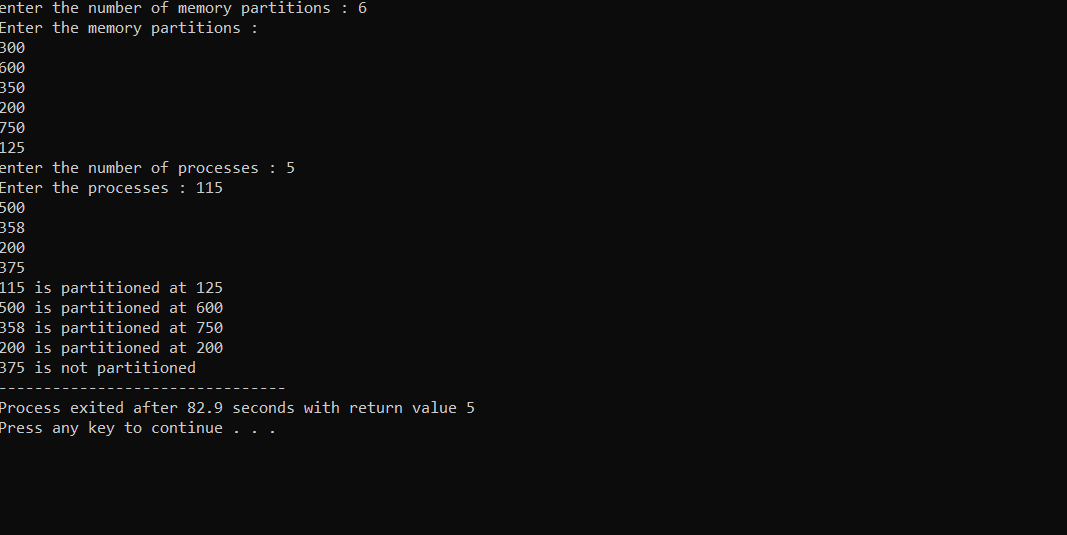 enter the number of memory partitions : 6
Enter the memory partitions :
300
600
350
200
750
125
enter the number of processes : 5
Enter the processes : 115
500
358
200
375
115 is partitioned at 125
500 is partitioned at 600
358 is partitioned at 750
200 is partitioned at 200
375 is not partitioned
--------------------------------
Process exited after 82.9 seconds with return value 5
Press any key to continue . . .